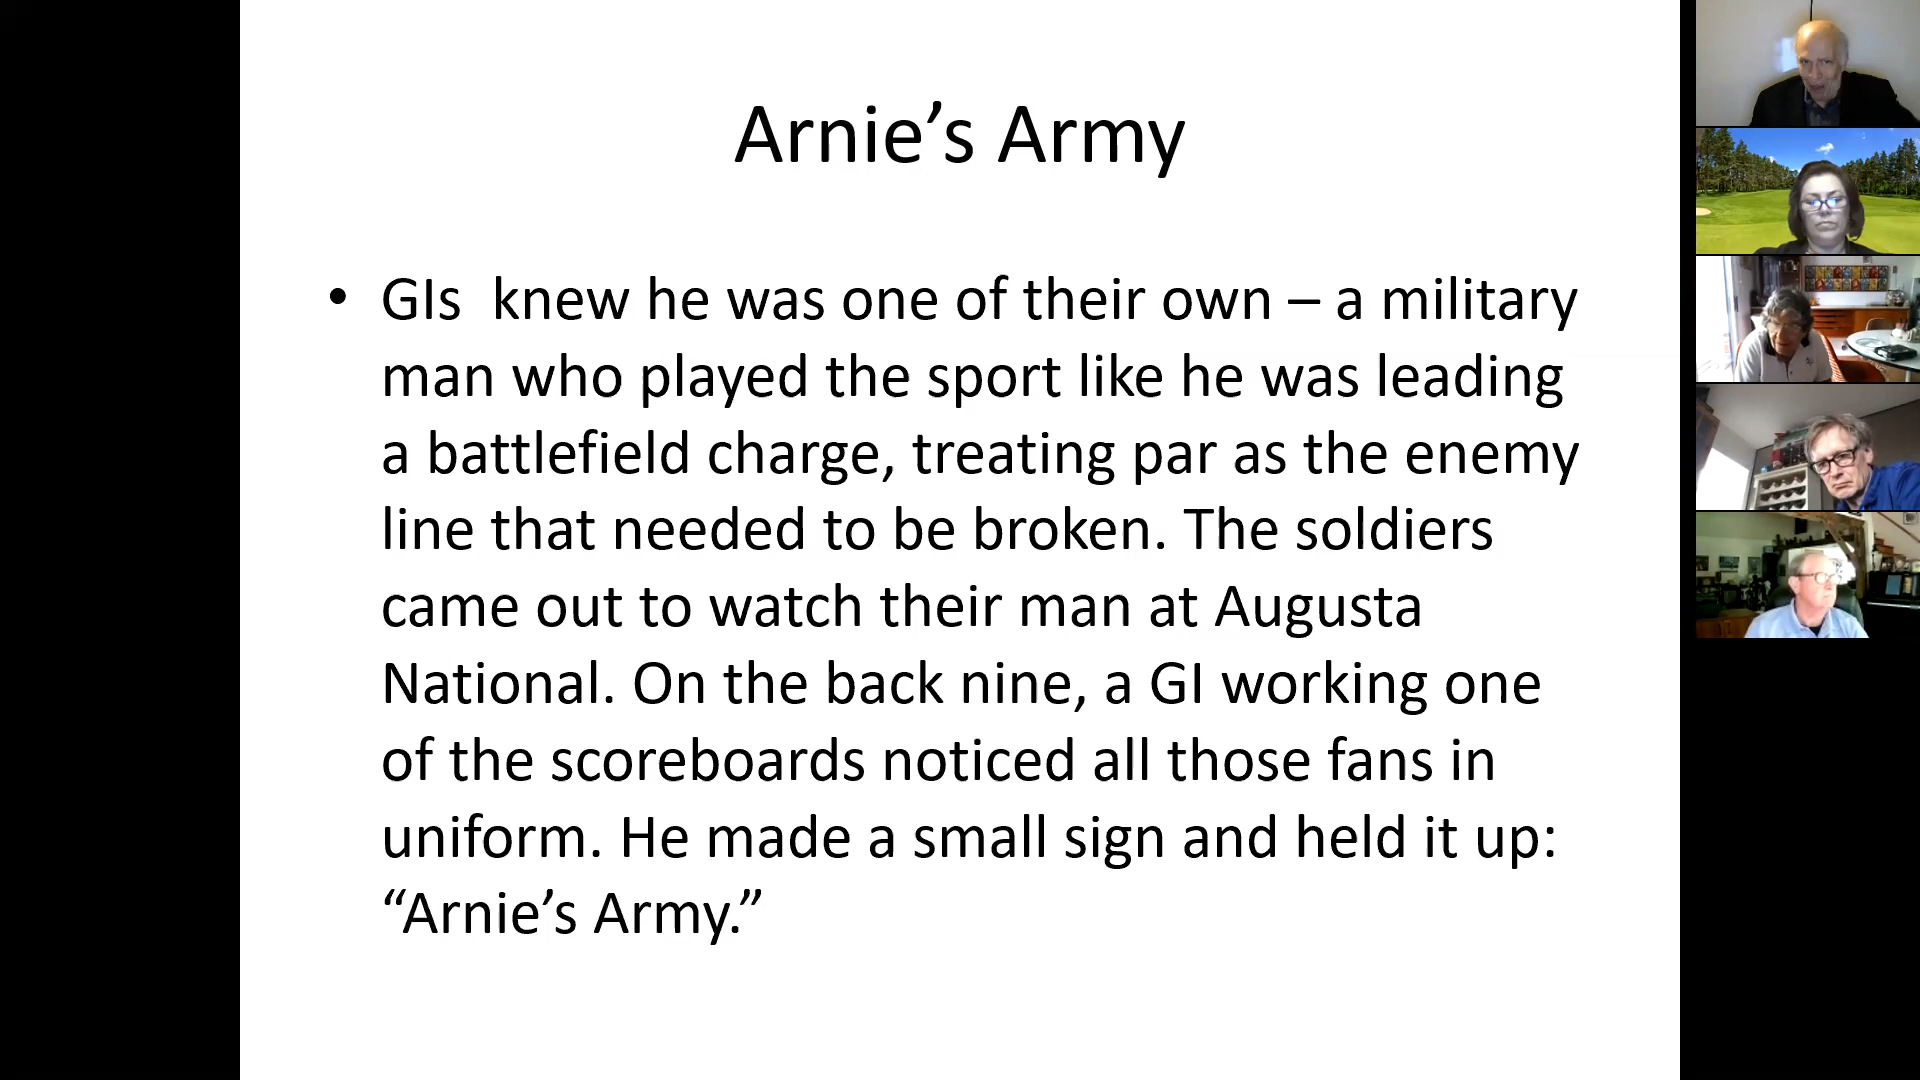 Arnie’s Army
• GIs  knew he was one of their own – a military
man who played the sport like he was leading
a battlefield charge, treating par as the enemy
line that needed to be broken. The soldiers
came out to watch their man at Augusta
National. On the back nine, a GI working one
of the scoreboards noticed all those fans in
uniform. He made a small sign and held it up:
“Arnie’s Army.”